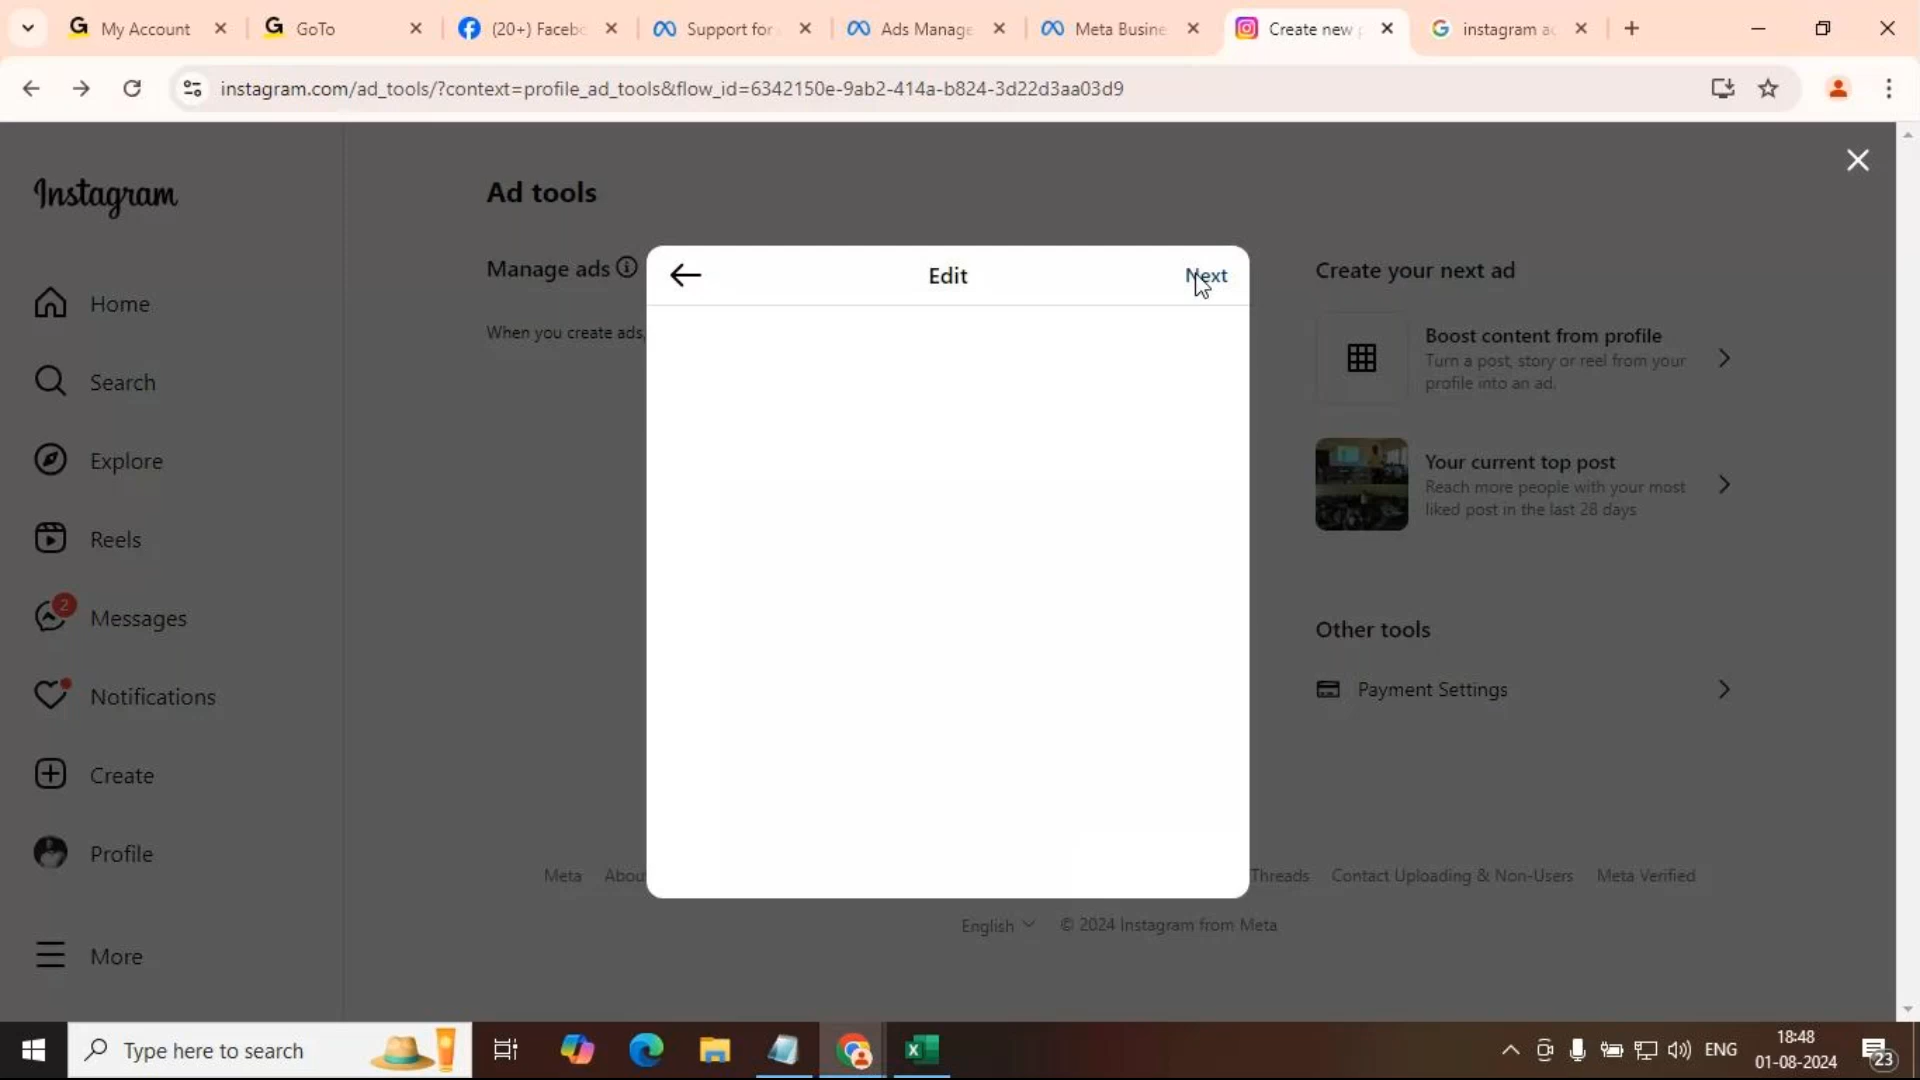 My Account
GoTo
(20+) Facebo
Support for
Ads Manage
Meta Busine
Create new p
instagram ad
instagram.com/ad_tools/?context=profile_ad_tools&flow_id=6342150e-9ab2-414a-b824-3d22d3aa03d9
Instagram
Home
Search
Explore
Reels
2
Messages
Notifications
Create
Profile
More
Ad tools
Manage ads
When you create ads,
Edit
Next
Create your next ad
Boost content from profile
Turn a post, story or reel from your
profile into an ad.
Your current top post
Reach more people with your most
liked post in the last 28 days
Other tools
Payment Settings
Meta Abou Threads Contact Uploading & Non-Users Meta Verified
English © 2024 Instagram from Meta
Type here to search
ENG
18:48
01-08-2024
23